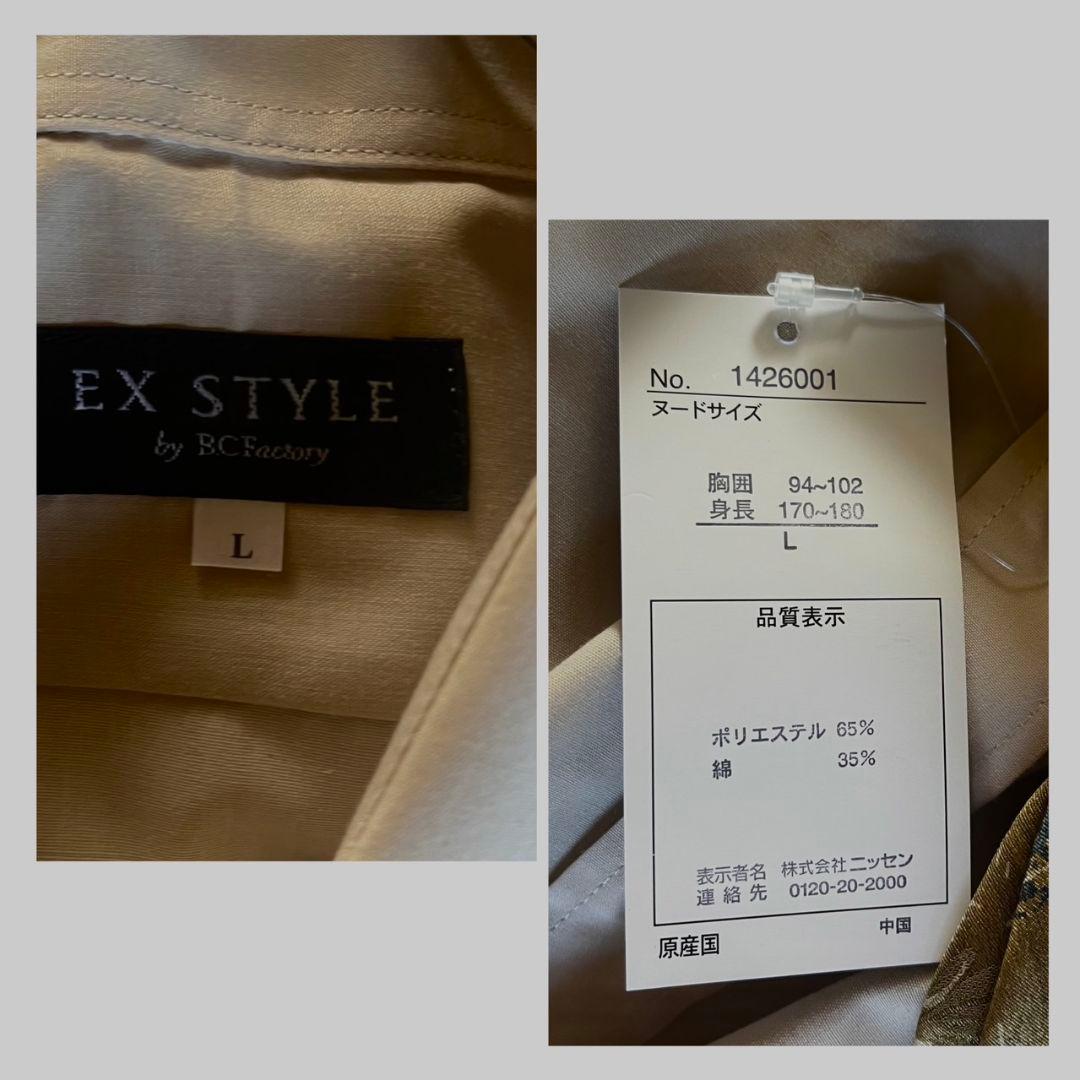 EX STYLE
by B.C Factory
L
No. 1426001
ヌードサイズ
胸囲 94~102
身長 170~180
L
品質表示
ポリエステル 65%
綿 35%
表示者名 株式会社ニッセン
連絡先 0120-20-2000
原産国 中国